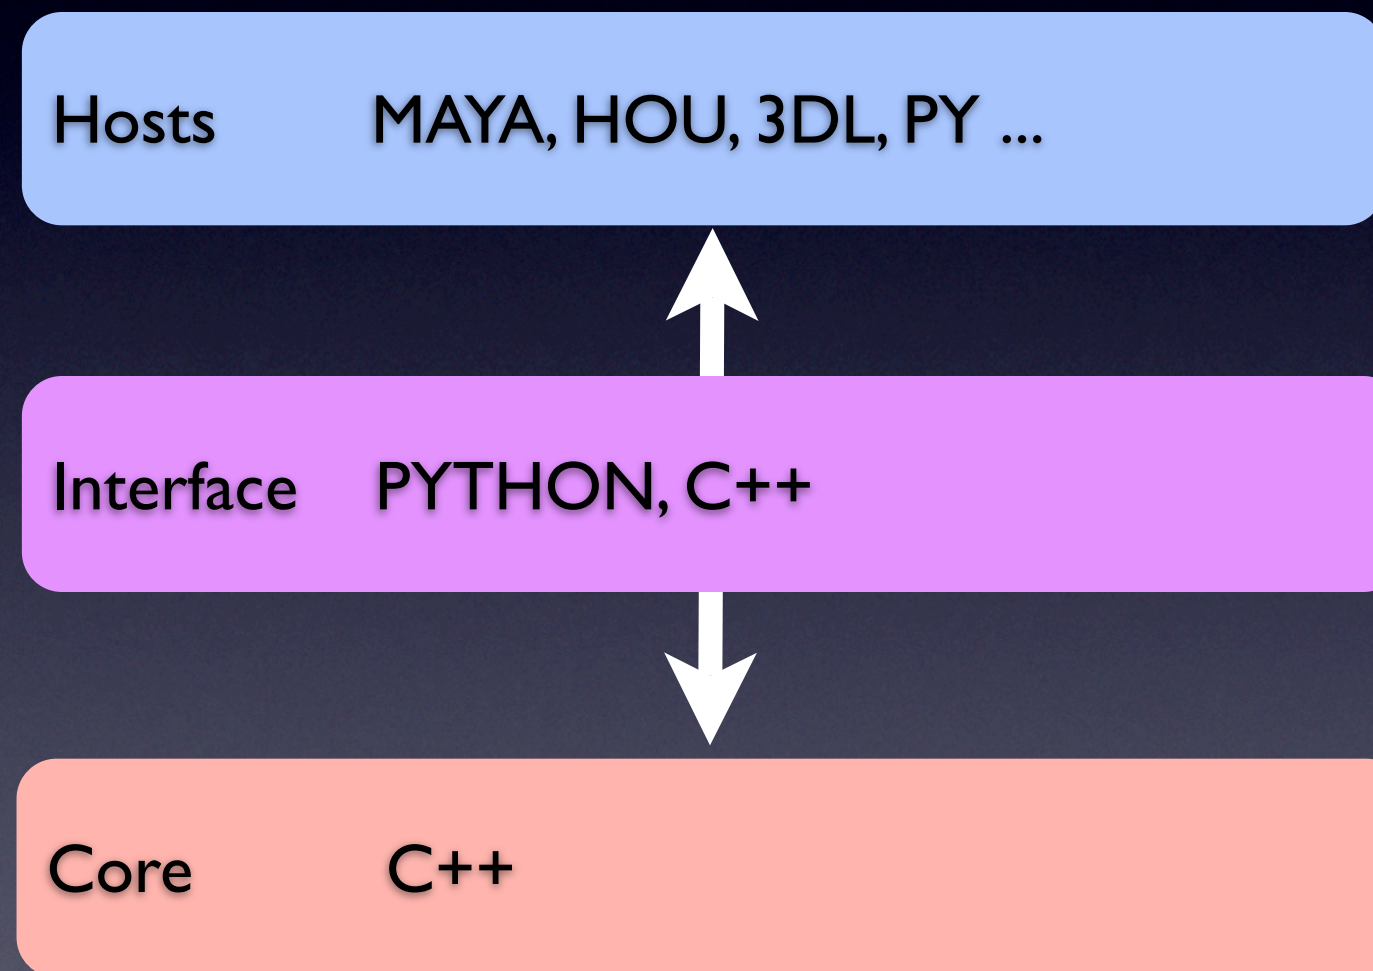 Hosts MAYA, HOU, 3DL, PY ...
Interface PYTHON, C++
Core C++